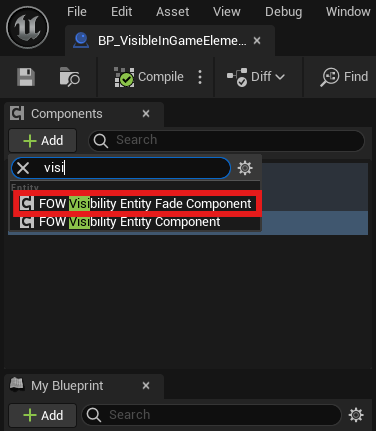 File Edit Asset View Debug Window
BP_VisibleInGameEleme...
Compile Diff Find
Components
Add Search
visi
Entity
FOW Visibility Entity Fade Component
FOW Visibility Entity Component
My Blueprint
Add Search